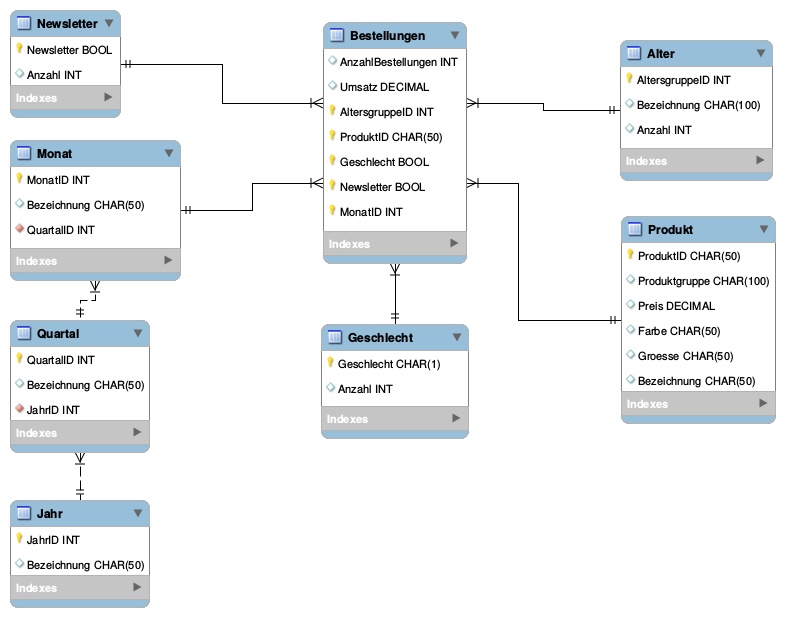 Newsletter
Newsletter BOOL
Anzahl INT
Indexes
Monat
MonatID INT
Bezeichnung CHAR(50)
QuartalID INT
Indexes
Quartal
QuartalID INT
Bezeichnung CHAR(50)
JahrID INT
Indexes
Jahr
JahrID INT
Bezeichnung CHAR(50)
Indexes
Bestellungen
AnzahlBestellungen INT
Umsatz DECIMAL
AltersgruppeID INT
ProduktID CHAR(50)
Geschlecht BOOL
Newsletter BOOL
MonatID INT
Indexes
Geschlecht
Geschlecht CHAR(1)
Anzahl INT
Indexes
Alter
AltersgruppeID INT
Bezeichnung CHAR(100)
Anzahl INT
Indexes
Produkt
ProduktID CHAR(50)
Produktgruppe CHAR(100)
Preis DECIMAL
Farbe CHAR(50)
Groesse CHAR(50)
Bezeichnung CHAR(50)
Indexes